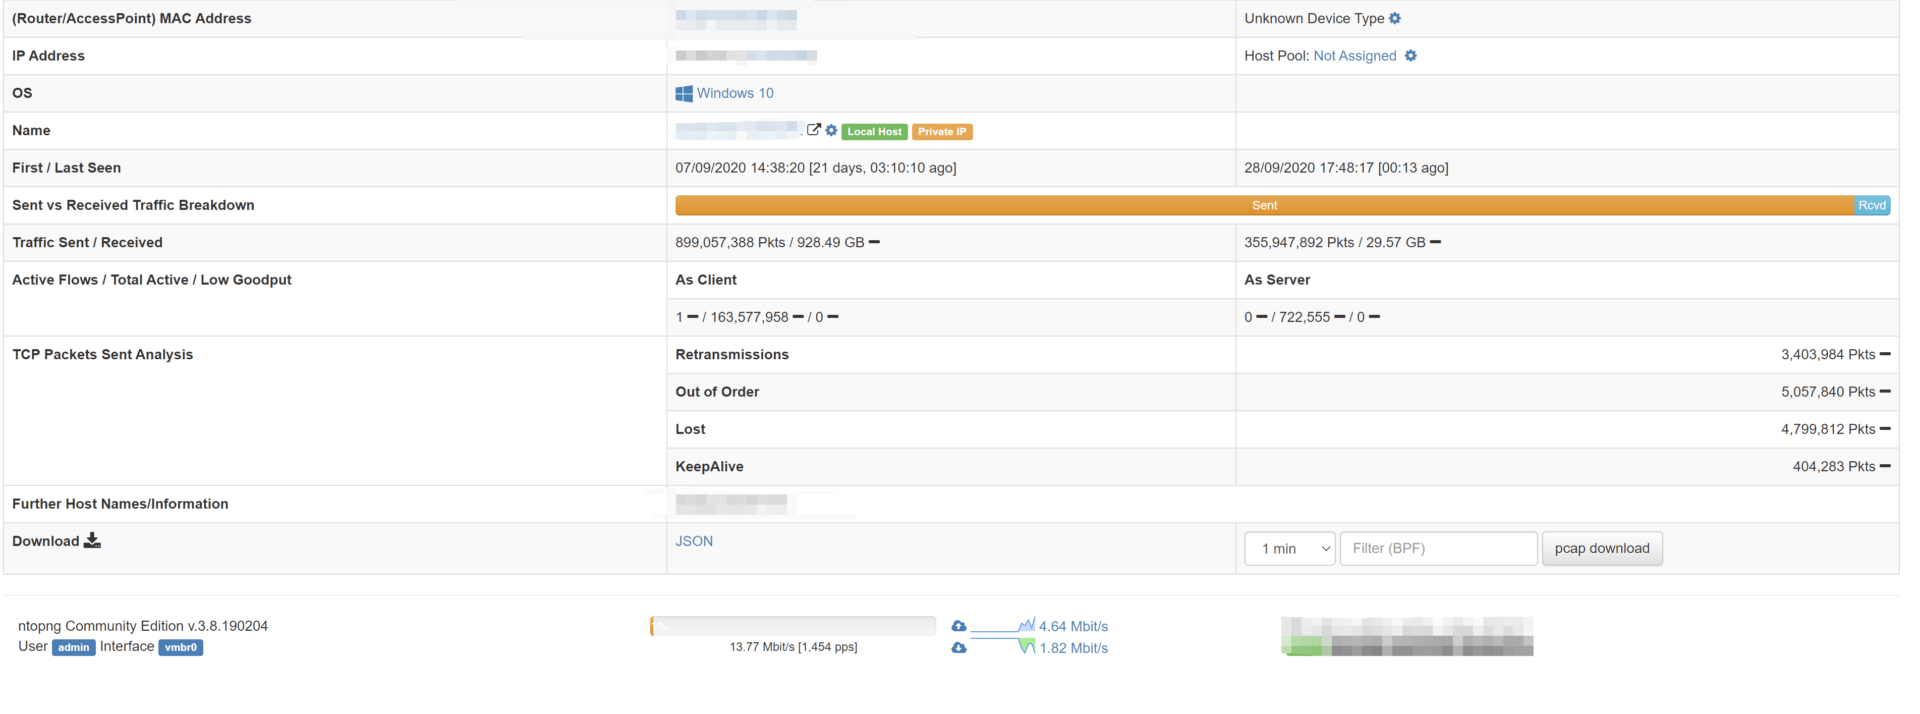 (Router/AccessPoint) MAC Address Unknown Device Type
IP Address Host Pool: Not Assigned
OS Windows 10
Name Local Host Private IP
First / Last Seen 07/09/2020 14:38:20 [21 days, 03:10:10 ago] 28/09/2020 17:48:17 [00:13 ago]
Sent vs Received Traffic Breakdown Sent Rcvd
Traffic Sent / Received 899,057,388 Pkts / 928.49 GB 355,947,892 Pkts / 29.57 GB
Active Flows / Total Active / Low Goodput As Client As Server
1 / 163,577,958 / 0 0 / 722,555 / 0
TCP Packets Sent Analysis Retransmissions 3,403,984 Pkts
Out of Order 5,057,840 Pkts
Lost 4,799,812 Pkts
KeepAlive 404,283 Pkts
Further Host Names/Information
Download JSON 1 min Filter (BPF) pcap download
ntopng Community Edition v.3.8.190204 4.64 Mbit/s
User admin Interface vmbr0 13.77 Mbit/s [1,454 pps] 1.82 Mbit/s